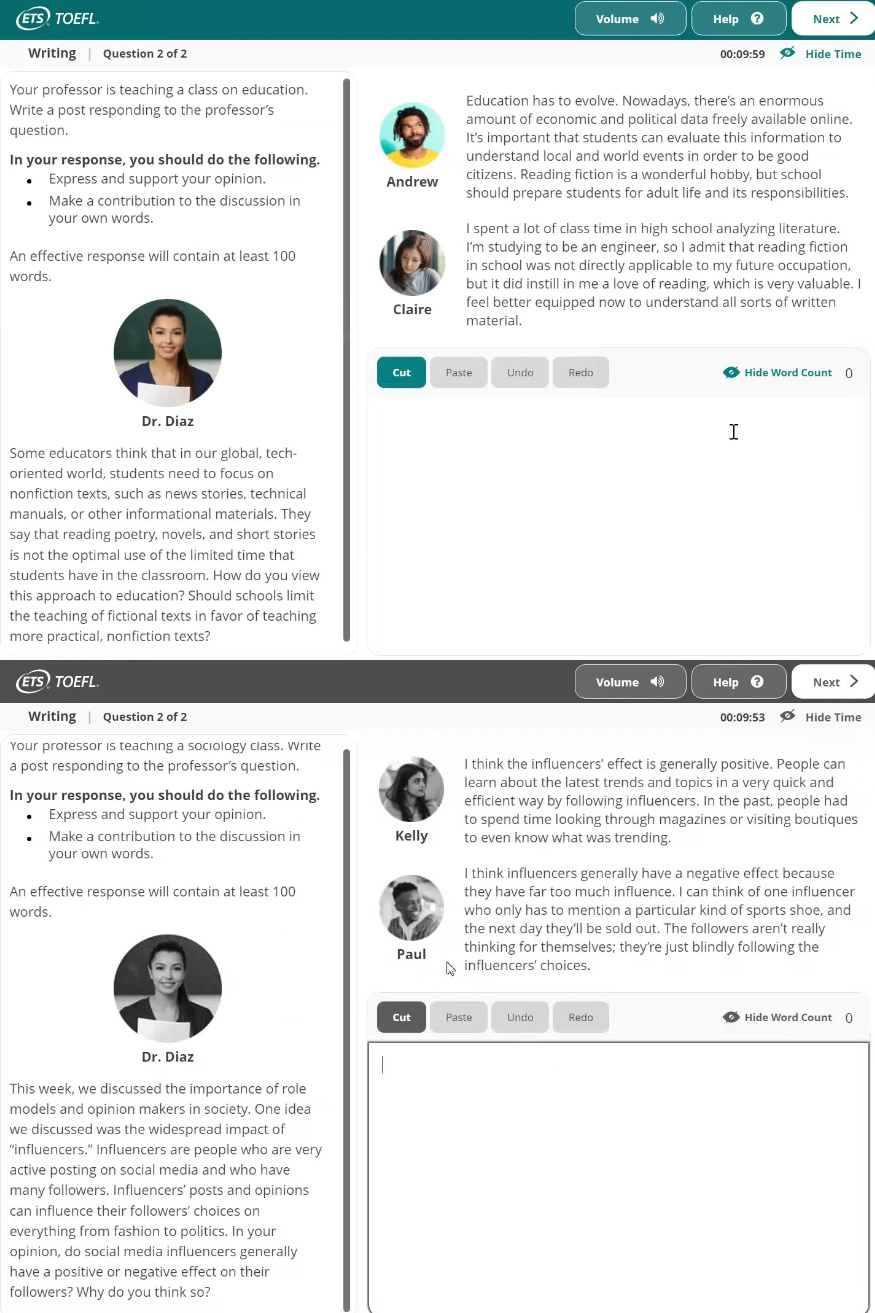 ETS TOEFL.
Volume
Help ?
Next
Writing | Question 2 of 2
00:09:59 Hide Time
Your professor is teaching a class on education.
Write a post responding to the professor's
question.
In your response, you should do the following.
• Express and support your opinion.
• Make a contribution to the discussion in
your own words.
An effective response will contain at least 100
words.
Dr. Diaz
Some educators think that in our global, tech-
oriented world, students need to focus on
nonfiction texts, such as news stories, technical
manuals, or other informational materials. They
say that reading poetry, novels, and short stories
is not the optimal use of the limited time that
students have in the classroom. How do you view
this approach to education? Should schools limit
the teaching of fictional texts in favor of teaching
more practical, nonfiction texts?
Andrew
Education has to evolve. Nowadays, there's an enormous
amount of economic and political data freely available online.
It's important that students can evaluate this information to
understand local and world events in order to be good
citizens. Reading fiction is a wonderful hobby, but school
should prepare students for adult life and its responsibilities.
Claire
I spent a lot of class time in high school analyzing literature.
I'm studying to be an engineer, so I admit that reading fiction
in school was not directly applicable to my future occupation,
but it did instill in me a love of reading, which is very valuable. I
feel better equipped now to understand all sorts of written
material.
Cut
Paste
Undo
Redo
Hide Word Count 0
ETS TOEFL.
Volume
Help ?
Next
Writing | Question 2 of 2
00:09:53 Hide Time
Your professor is teaching a sociology class. Write
a post responding to the professor's question.
In your response, you should do the following.
• Express and support your opinion.
• Make a contribution to the discussion in
your own words.
An effective response will contain at least 100
words.
Dr. Diaz
This week, we discussed the importance of role
models and opinion makers in society. One idea
we discussed was the widespread impact of
“influencers.” Influencers are people who are very
active posting on social media and who have
many followers. Influencers' posts and opinions
can influence their followers' choices on
everything from fashion to politics. In your
opinion, do social media influencers generally
have a positive or negative effect on their
followers? Why do you think so?
Kelly
I think the influencers' effect is generally positive. People can
learn about the latest trends and topics in a very quick and
efficient way by following influencers. In the past, people had
to spend time looking through magazines or visiting boutiques
to even know what was trending.
Paul
I think influencers generally have a negative effect because
they have far too much influence. I can think of one influencer
who only has to mention a particular kind of sports shoe, and
the next day they'll be sold out. The followers aren't really
thinking for themselves; they're just blindly following the
influencers' choices.
Cut
Paste
Undo
Redo
Hide Word Count 0